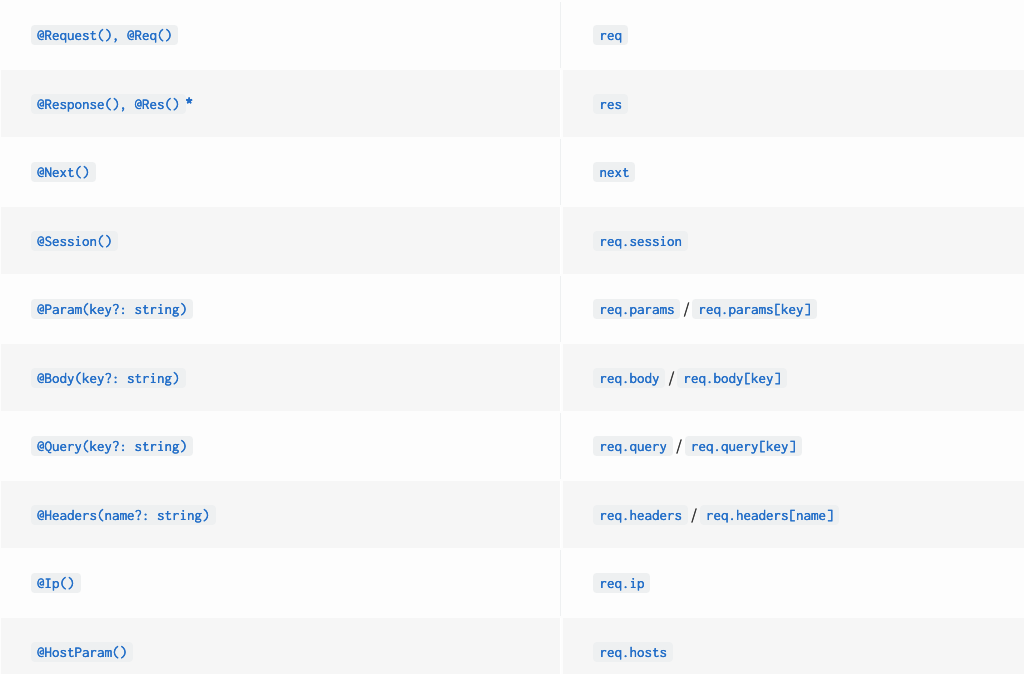 @Request(), @Req() req
@Response(), @Res() * res
@Next() next
@Session() req.session
@Param(key?: string) req.params / req.params[key]
@Body(key?: string) req.body / req.body[key]
@Query(key?: string) req.query / req.query[key]
@Headers(name?: string) req.headers / req.headers[name]
@Ip() req.ip
@HostParam() req.hosts